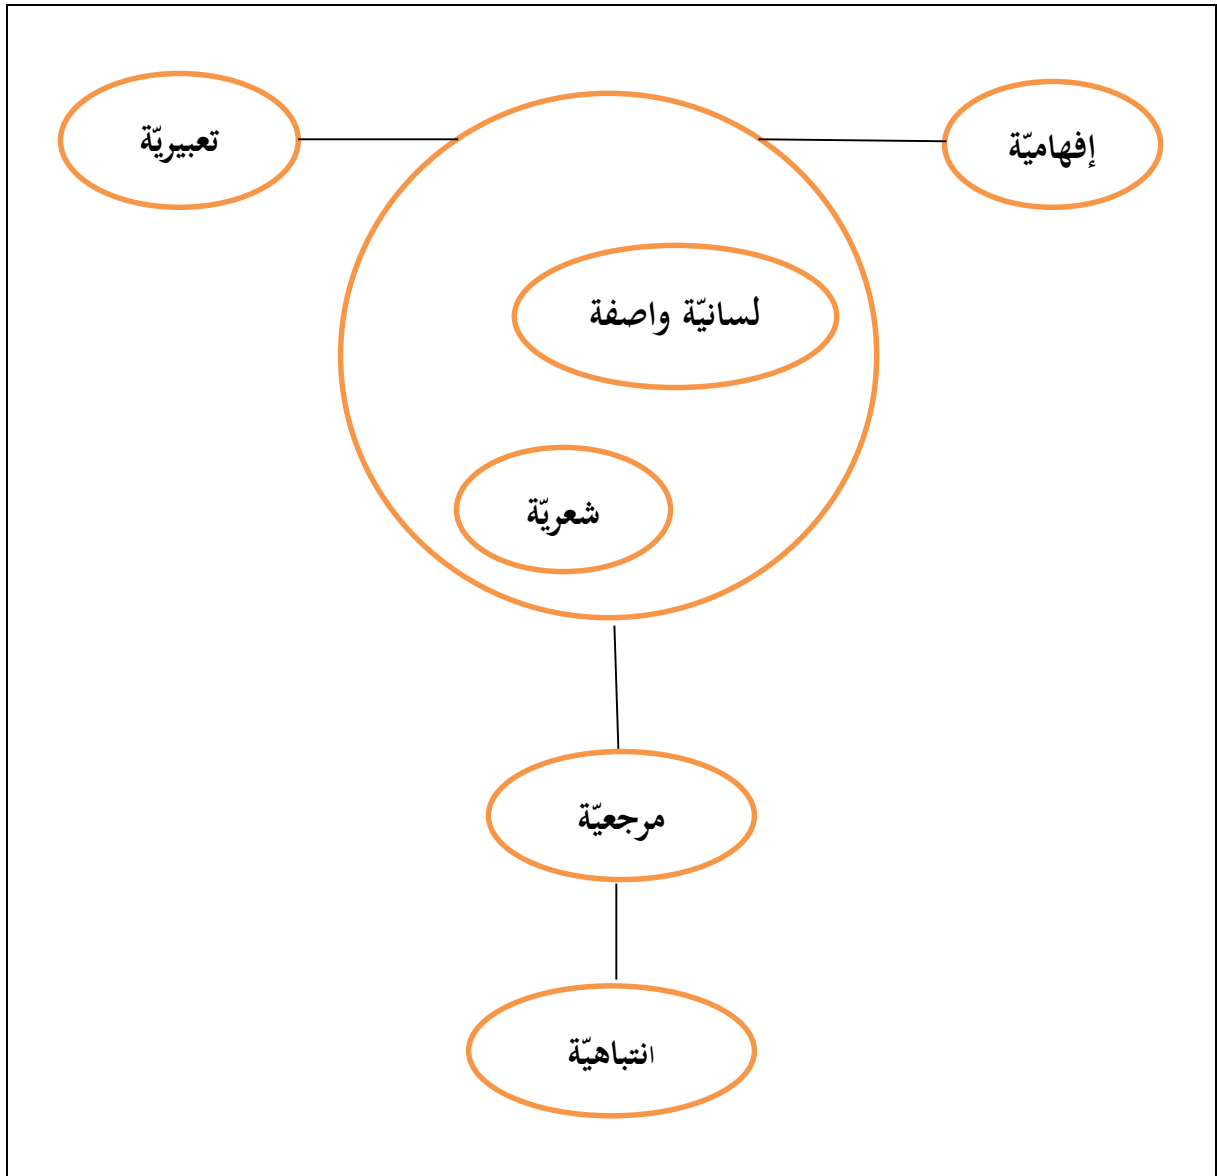 إفهاميّة
تعبيريّة
لسانيّة واصفة
شعريّة
مرجعيّة
انتباهيّة